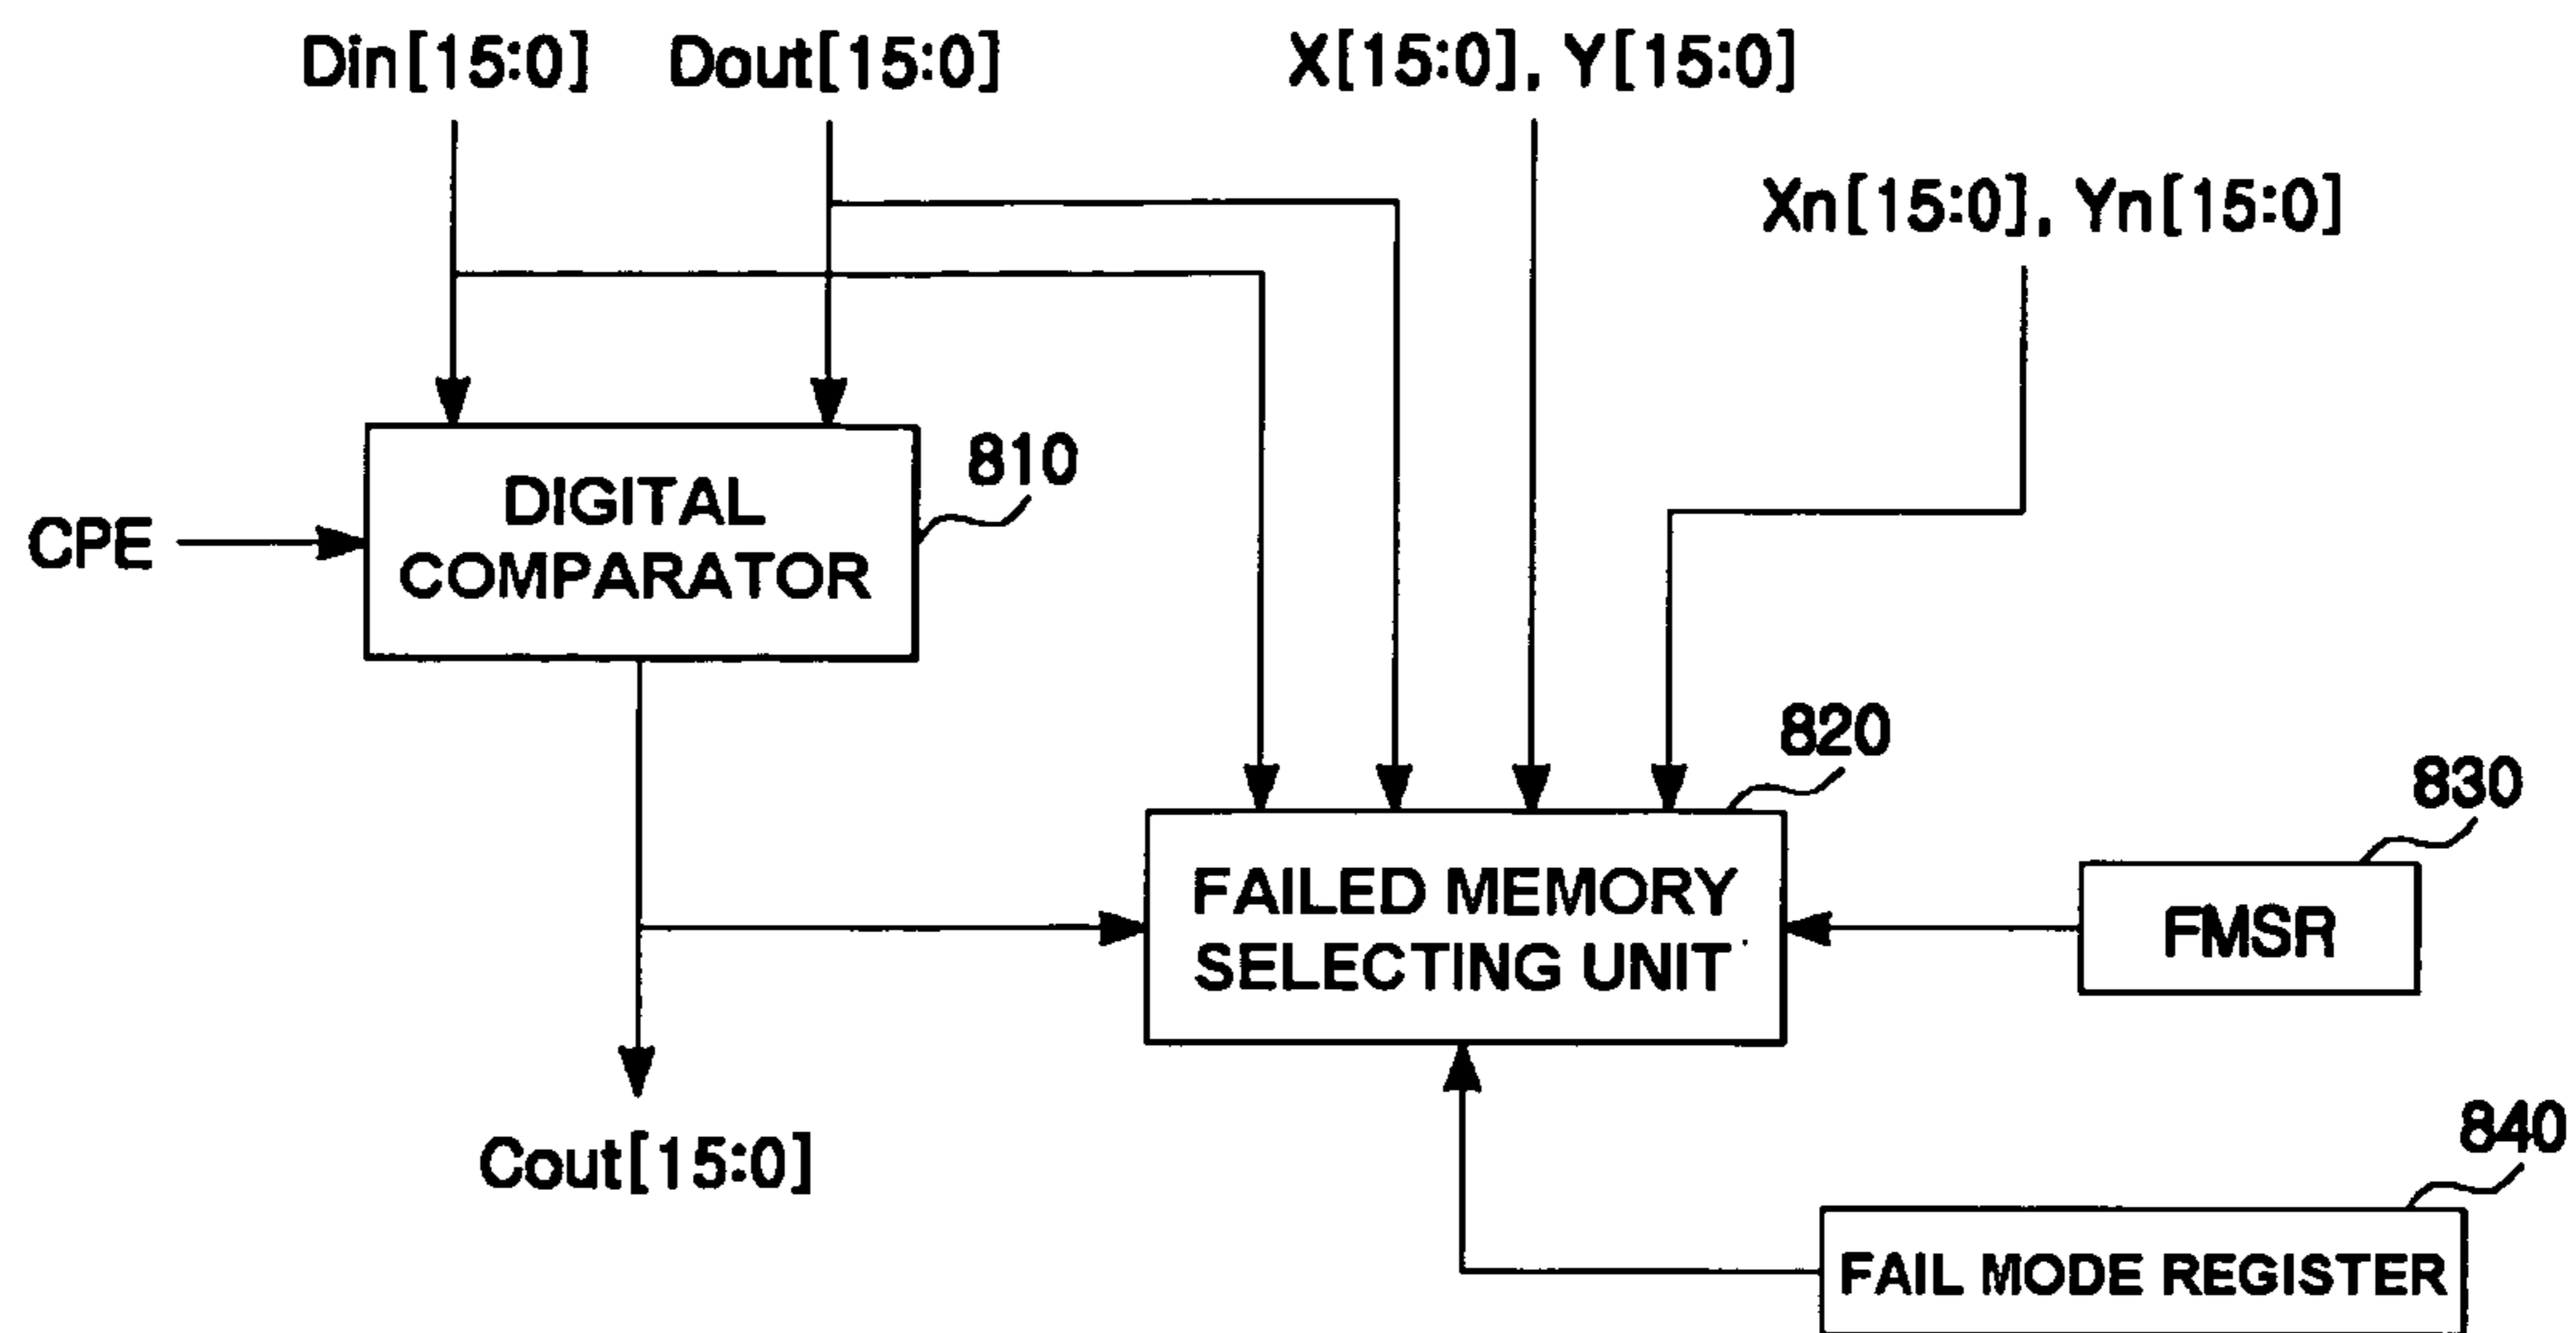 Din[15:0] Dout[15:0] X[15:0], Y[15:0]
Xn[15:0], Yn[15:0]
810
DIGITAL
COMPARATOR
CPE
820
830
FAILED MEMORY
SELECTING UNIT
FMSR
840
Cout[15:0]
FAIL MODE REGISTER